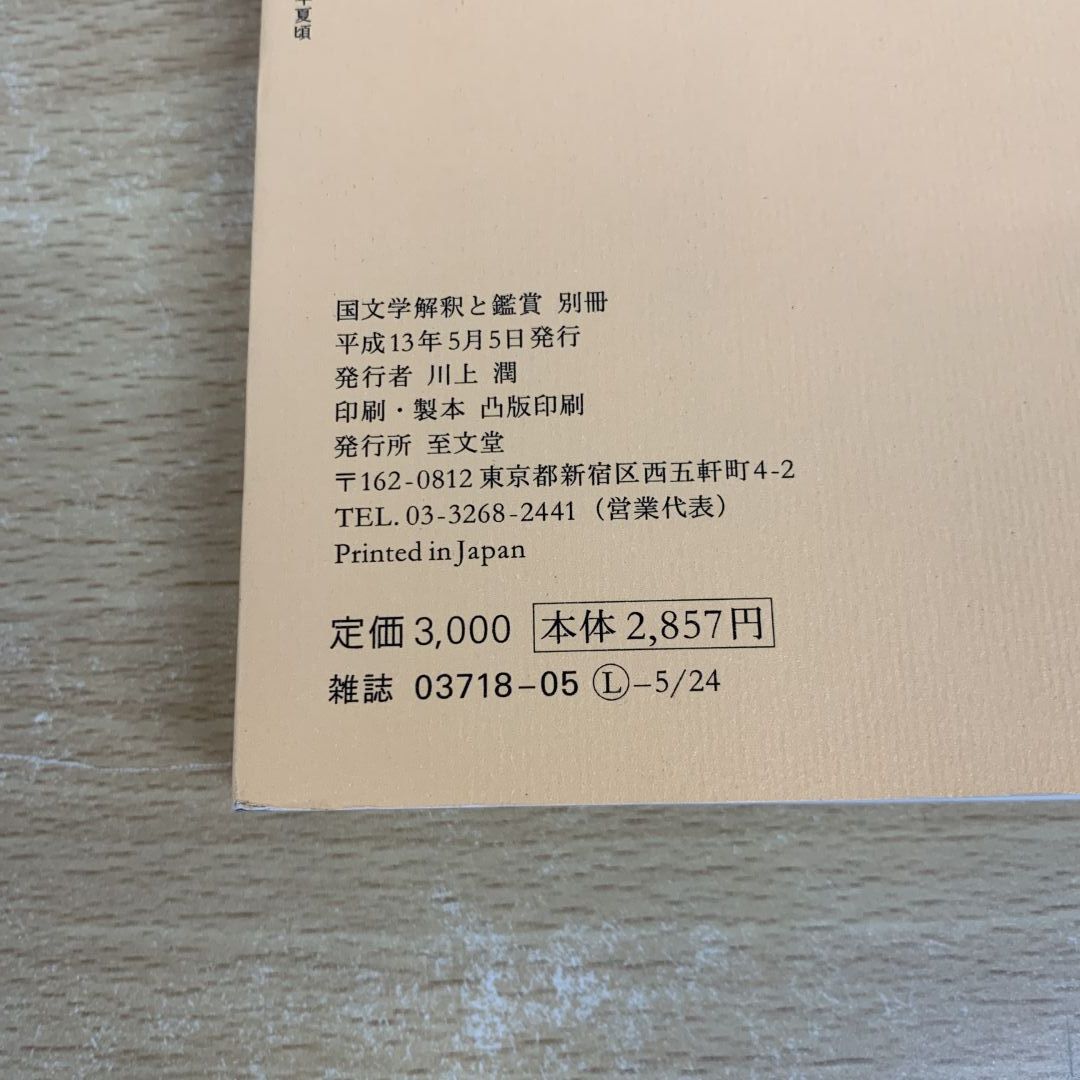 夏頃
国文学解釈と鑑賞 別冊
平成13年5月5日発行
発行者 川上 潤
印刷・製本 凸版印刷
発行所 至文堂
〒162-0812 東京都新宿区西五軒町4-2
TEL. 03-3268-2441（営業代表）
Printed in Japan
定価3,000 本体2,857円
雑誌 03718-05 Ⓛ-5/24